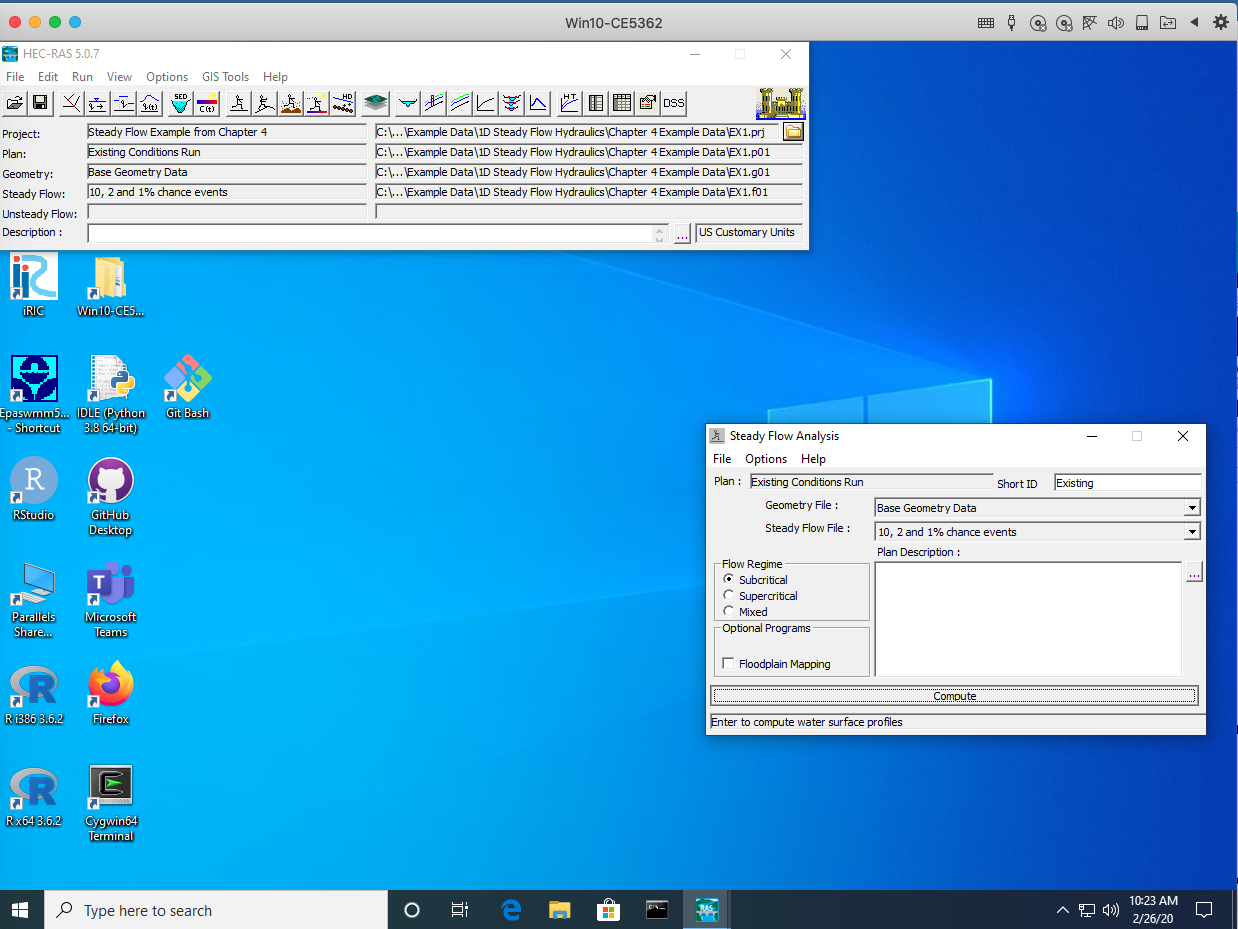 Win10-CE5362
HEC-RAS 5.0.7
File Edit Run View Options GIS Tools Help
SED C(t) HD HT DSS
Project: Steady Flow Example from Chapter 4 C:\...\Example Data\1D Steady Flow Hydraulics\Chapter 4 Example Data\EX1.prj
Plan: Existing Conditions Run C:\...\Example Data\1D Steady Flow Hydraulics\Chapter 4 Example Data\EX1.p01
Geometry: Base Geometry Data C:\...\Example Data\1D Steady Flow Hydraulics\Chapter 4 Example Data\EX1.g01
Steady Flow: 10, 2 and 1% chance events C:\...\Example Data\1D Steady Flow Hydraulics\Chapter 4 Example Data\EX1.f01
Unsteady Flow:
Description : ... US Customary Units
iRIC
Win10-CE5...
Epaswmm5...
- Shortcut
IDLE (Python
3.8 64-bit)
Git Bash
R
RStudio
GitHub
Desktop
Parallels
Share...
T
Microsoft
Teams
R
R i386 3.6.2
Firefox
R
R x64 3.6.2
Cygwin64
Terminal
Steady Flow Analysis
File Options Help
Plan : Existing Conditions Run Short ID Existing
Geometry File : Base Geometry Data
Steady Flow File : 10, 2 and 1% chance events
Plan Description :
...
Flow Regime
Subcritical
Supercritical
Mixed
Optional Programs
Floodplain Mapping
Compute
Enter to compute water surface profiles
Type here to search
RAS
10:23 AM
2/26/20